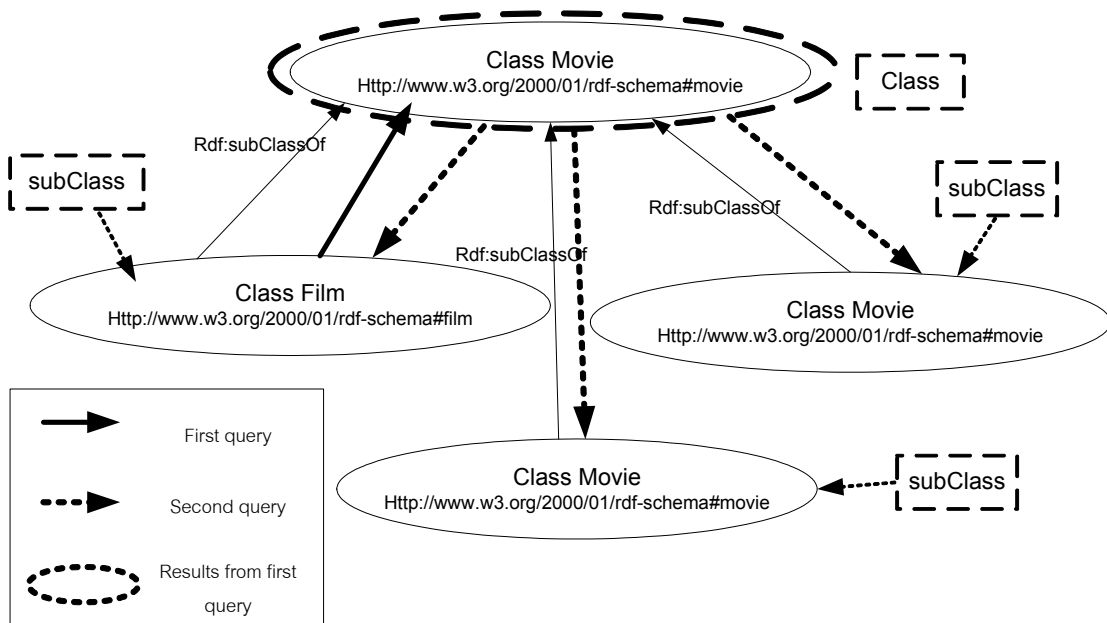 Class Movie
Http://www.w3.org/2000/01/rdf-schema#movie
Class
Rdf:subClassOf
subClass
subClass
Rdf:subClassOf
Rdf:subClassOf
Class Film
Http://www.w3.org/2000/01/rdf-schema#film
Class Movie
Http://www.w3.org/2000/01/rdf-schema#movie
First query
Second query
Results from first
query
Class Movie
Http://www.w3.org/2000/01/rdf-schema#movie
subClass